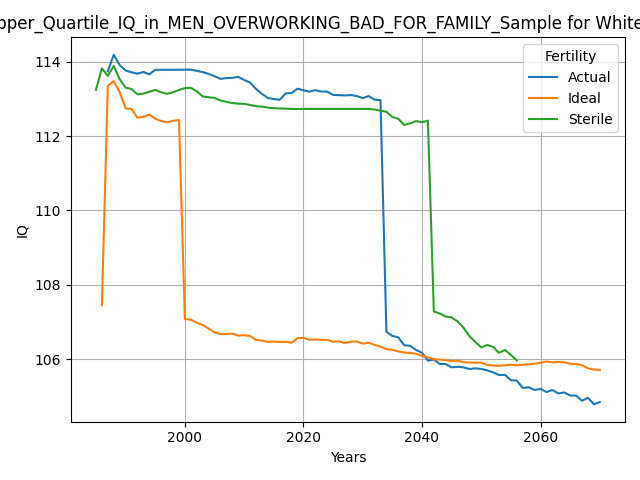 pper_Quartile_IQ_in_MEN_OVERWORKING_BAD_FOR_FAMILY_Sample for White
Fertility
Actual
Ideal
Sterile
114
112
110
108
106
IQ
2000
2020
2040
2060
Years